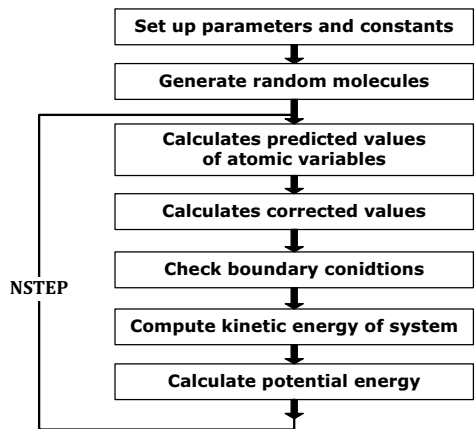 Set up parameters and constants
Generate random molecules
Calculates predicted values
of atomic variables
Calculates corrected values
Check boundary conidtions
NSTEP
Compute kinetic energy of system
Calculate potential energy